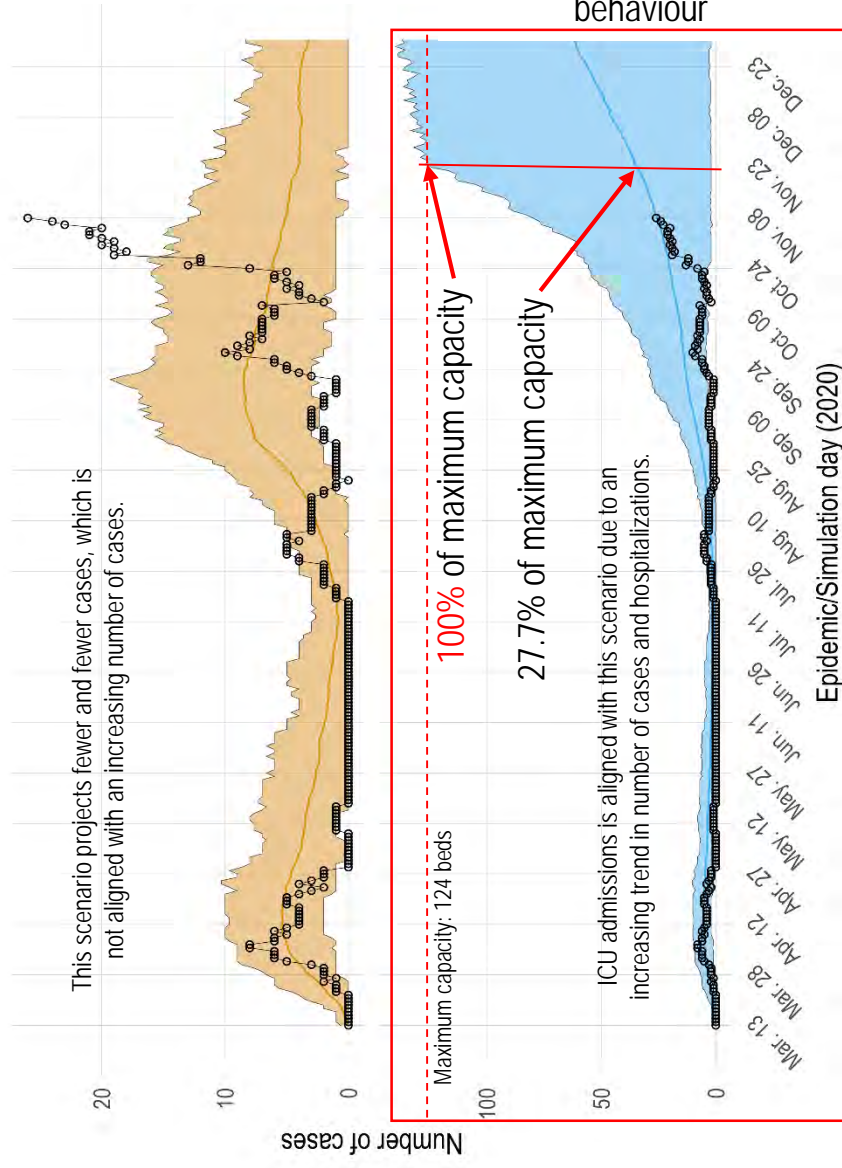 behaviour
This scenario projects fewer and fewer cases, which is
not aligned with an increasing number of cases.
20
10
0
Number of cases
Maximum capacity: 124 beds
100% of maximum capacity
27.7% of maximum capacity
ICU admissions is aligned with this scenario due to an
increasing trend in number of cases and hospitalizations.
100
50
0
Mar. 13
Mar. 28
Apr. 12
Apr. 27
May. 12
May. 27
Jun. 11
Jun. 26
Jul. 11
Jul. 26
Aug. 10
Aug. 25
Sep. 09
Sep. 24
Oct. 09
Oct. 24
Nov. 08
Nov. 23
Dec. 08
Dec. 23
Epidemic/Simulation day (2020)